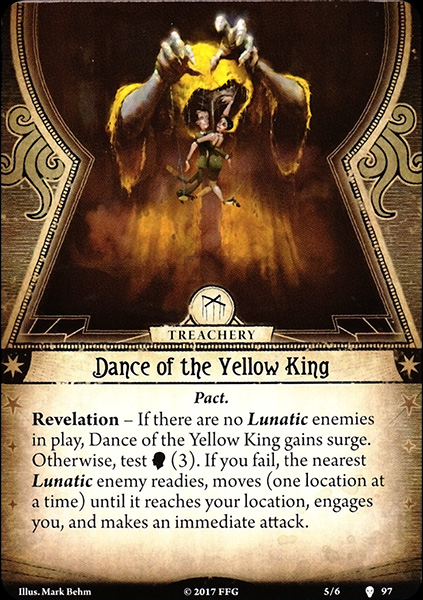 TREACHERY
Dance of the Yellow King
Pact.
Revelation – If there are no Lunatic enemies
in play, Dance of the Yellow King gains surge.
Otherwise, test (3). If you fail, the nearest
Lunatic enemy readies, moves (one location at
a time) until it reaches your location, engages
you, and makes an immediate attack.
Illus. Mark Behm © 2017 FFG 5/6 97